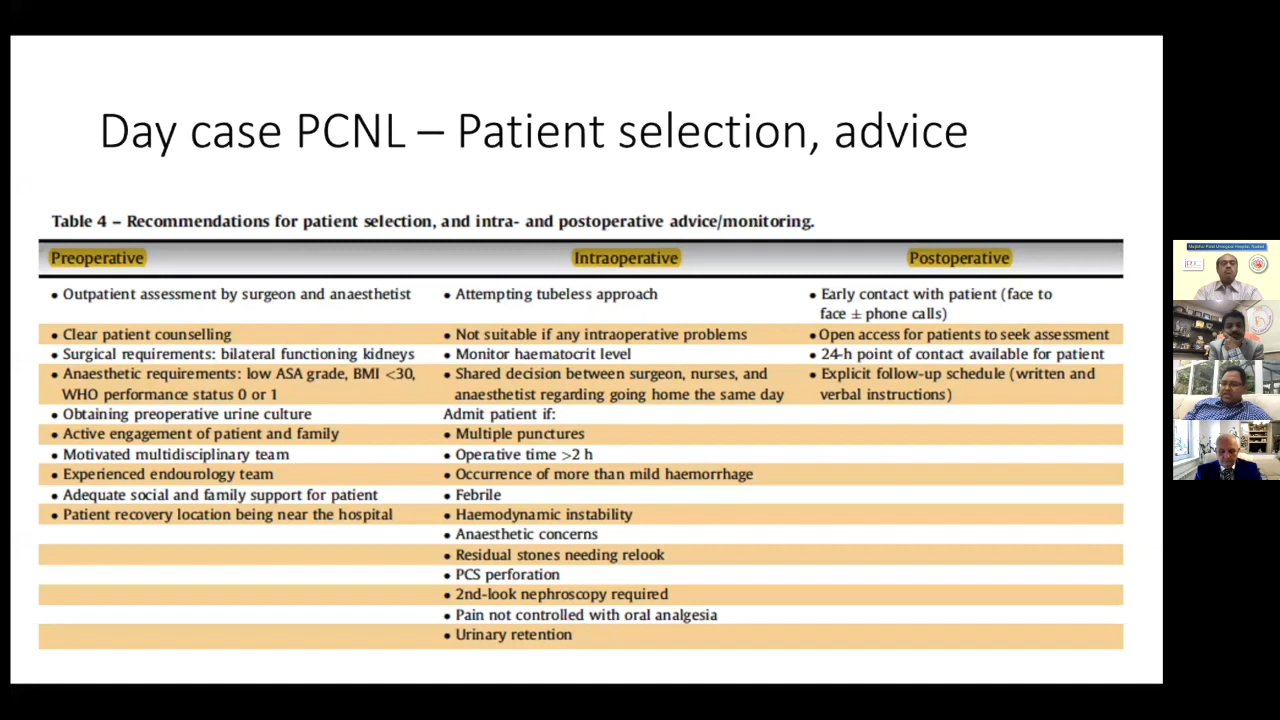 Day case PCNL – Patient selection, advice
Table 4 – Recommendations for patient selection, and intra- and postoperative advice/monitoring.
Preoperative
• Outpatient assessment by surgeon and anaesthetist
• Clear patient counselling
• Surgical requirements: bilateral functioning kidneys
• Anaesthetic requirements: low ASA grade, BMI <30,
WHO performance status 0 or 1
• Obtaining preoperative urine culture
• Active engagement of patient and family
• Motivated multidisciplinary team
• Experienced endourology team
• Adequate social and family support for patient
• Patient recovery location being near the hospital
Intraoperative
• Attempting tubeless approach
• Not suitable if any intraoperative problems
• Monitor haematocrit level
• Shared decision between surgeon, nurses, and
anaesthetist regarding going home the same day
Admit patient if:
• Multiple punctures
• Operative time >2 h
• Occurrence of more than mild haemorrhage
• Febrile
• Haemodynamic instability
• Anaesthetic concerns
• Residual stones needing relook
• PCS perforation
• 2nd-look nephroscopy required
• Pain not controlled with oral analgesia
• Urinary retention
Postoperative
• Early contact with patient (face to
face ± phone calls)
• Open access for patients to seek assessment
• 24-h point of contact available for patient
• Explicit follow-up schedule (written and
verbal instructions)